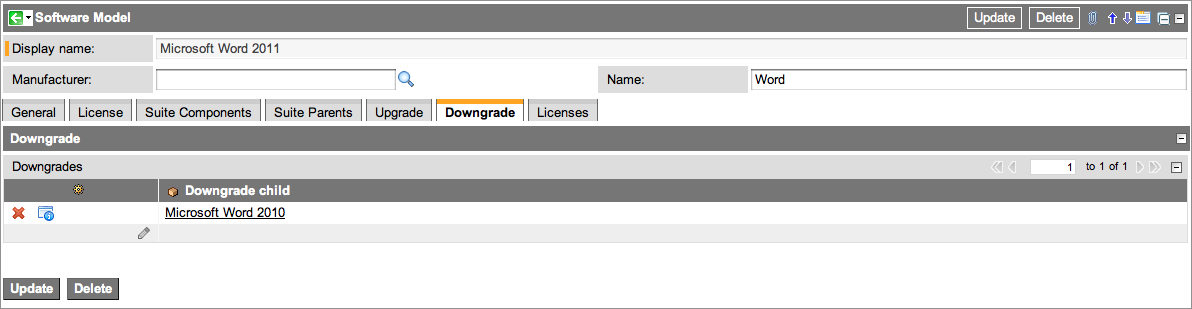 Software Model Update Delete
Display name: Microsoft Word 2011
Manufacturer: Name: Word
General License Suite Components Suite Parents Upgrade Downgrade Licenses
Downgrade
Downgrades 1 to 1 of 1
Downgrade child
Microsoft Word 2010
Update Delete